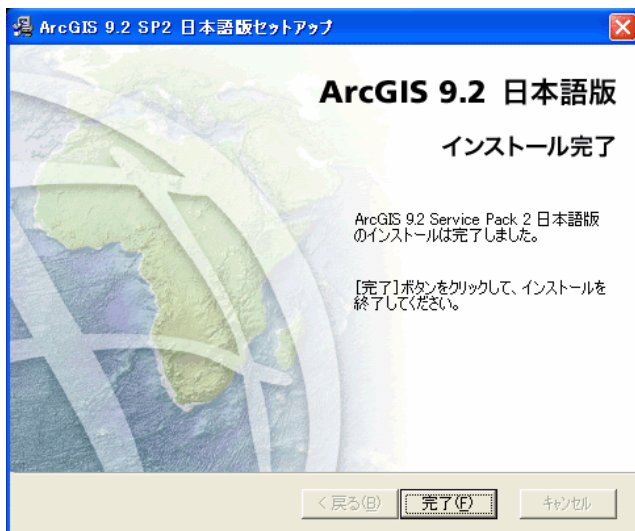 ArcGIS 9.2 SP2 日本語版セットアップ
ArcGIS 9.2 日本語版
インストール完了
ArcGIS 9.2 Service Pack 2 日本語版
のインストールは完了しました。
[完了]ボタンをクリックして、インストールを
終了してください。
< 戻る(B)
完了(F)
キャンセル